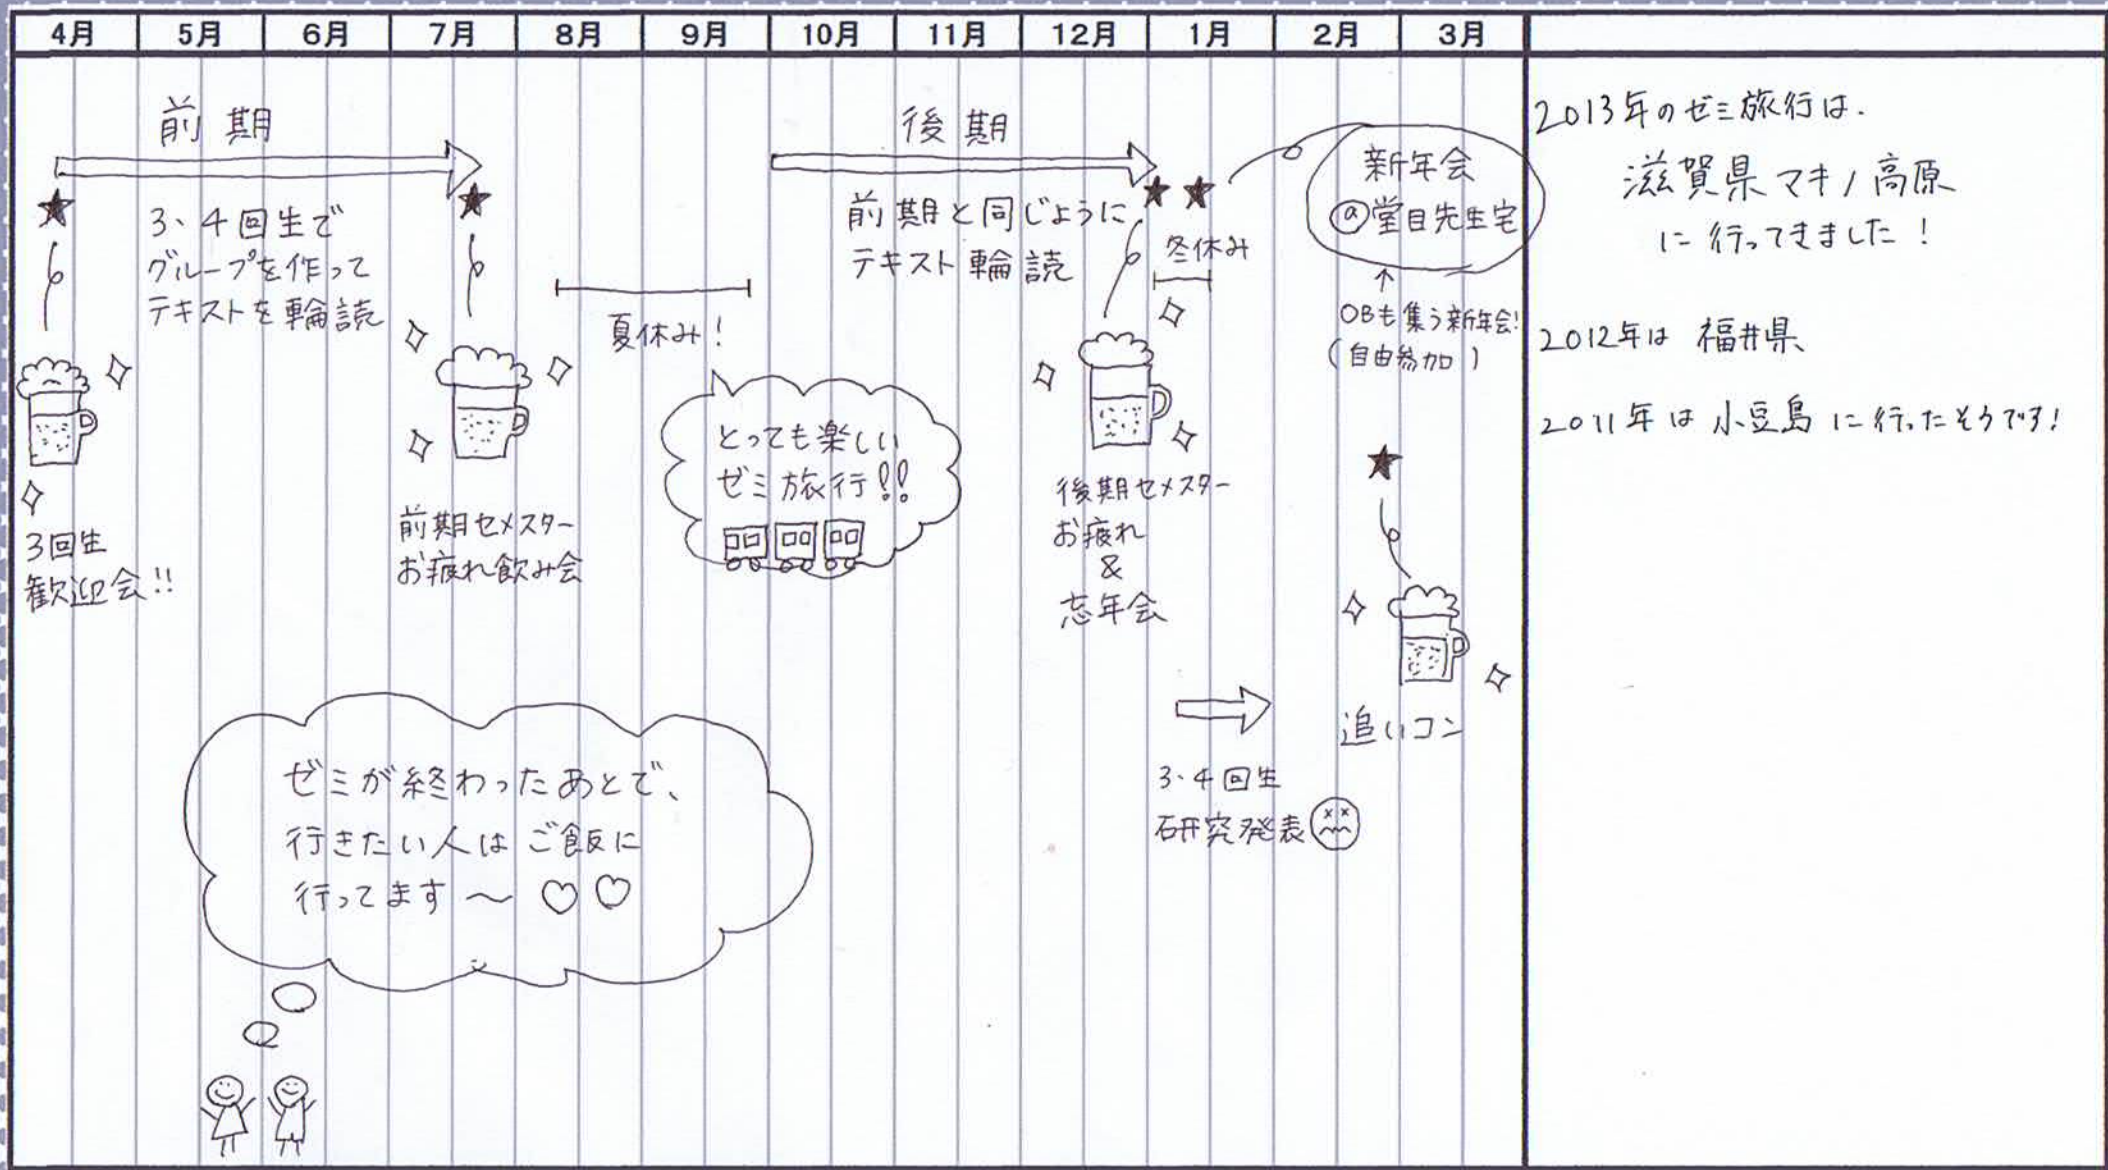 4月 5月 6月 7月 8月 9月 10月 11月 12月 1月 2月 3月
前期
3、4回生で
グループを作って
テキストを輪読
3回生
歓迎会!!
前期セメスター
お疲れ飲み会
夏休み!
とっても楽しい
ゼミ旅行!!
後期
前期と同じように
テキスト輪読
冬休み
後期セメスター
お疲れ
&
忘年会
新年会
@堂目先生宅
↑
OBも集う新年会!
(自由参加)
3、4回生
研究発表
追いコン
ゼミが終わったあとで、
行きたい人はご飯に
行ってます〜♡♡
2013年のゼミ旅行は.
滋賀県マキノ高原
に行ってきました!
2012年は 福井県、
2011年は 小豆島 に行ったそうです!